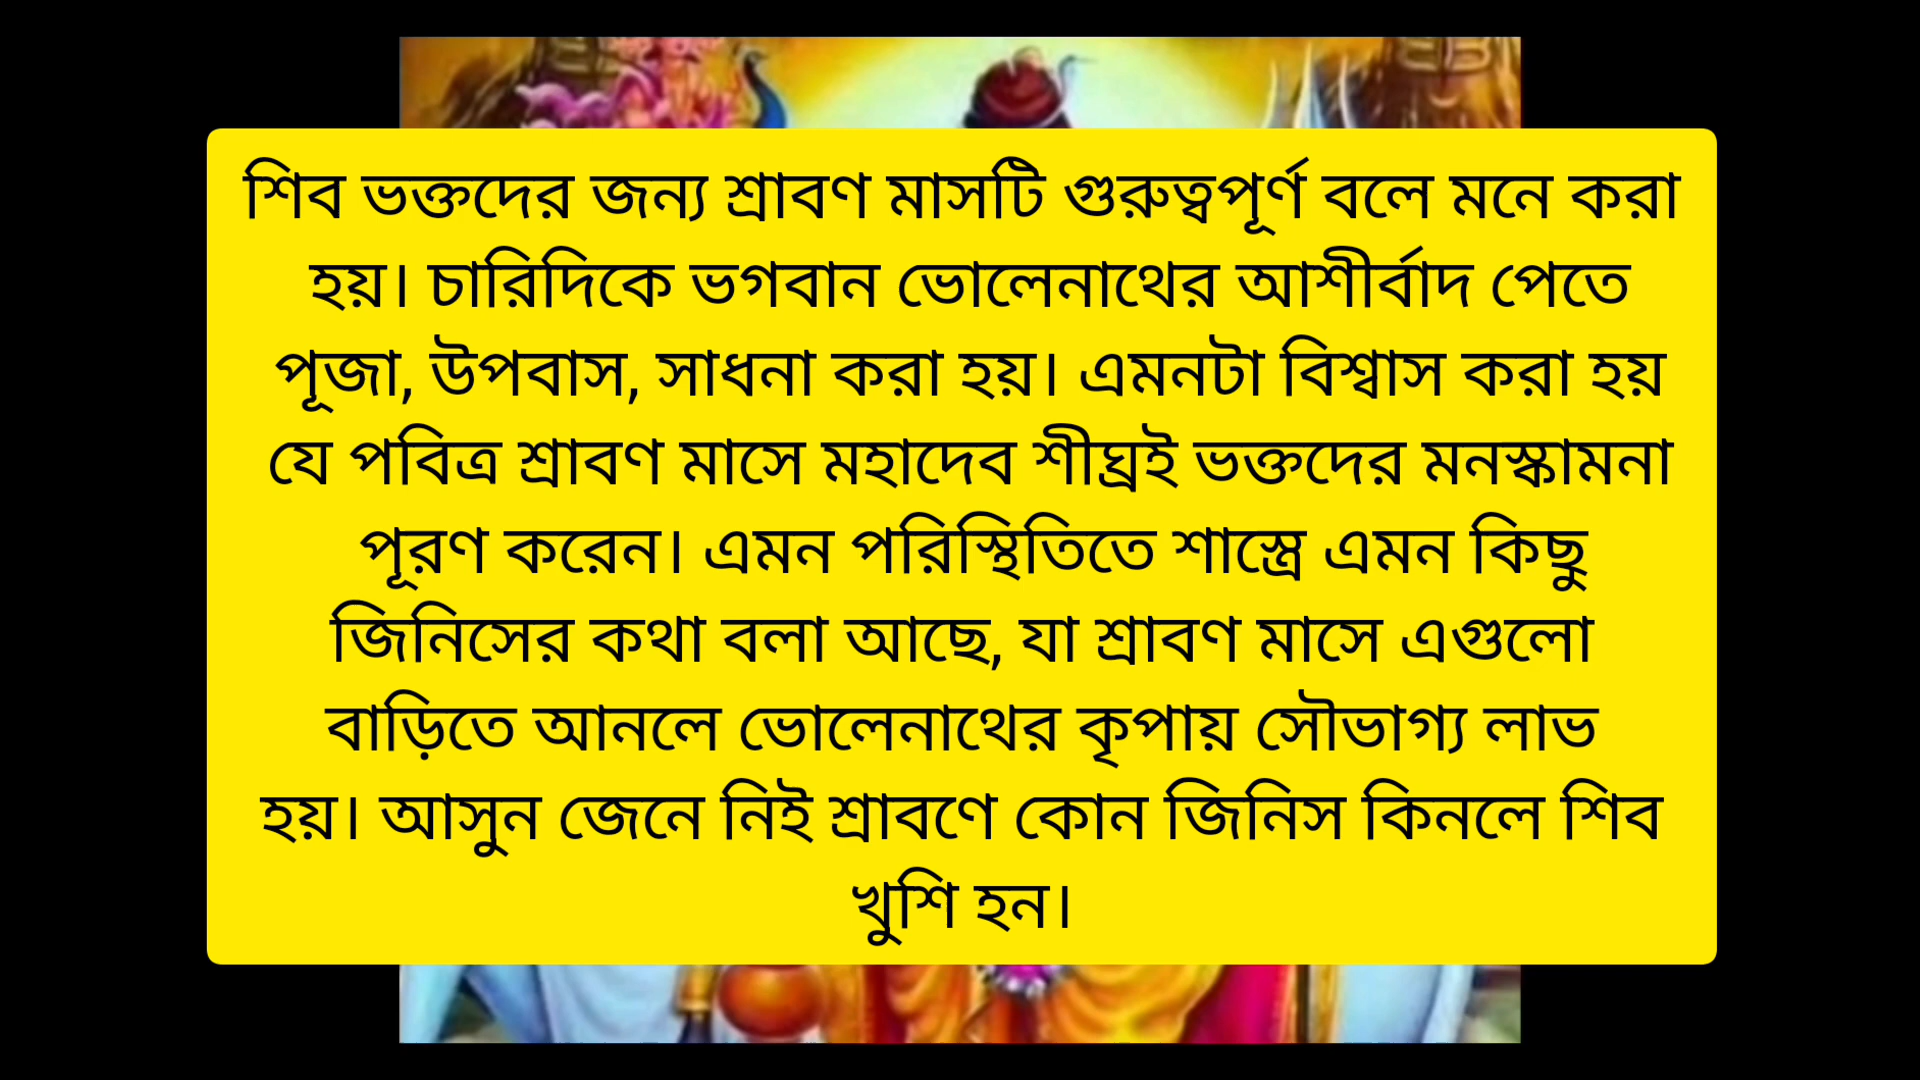 শিব ভক্তদের জন্য শ্রাবণ মাসটি গুরুত্বপূর্ণ বলে মনে করা
হয়। চারিদিকে ভগবান ভোলেনাথের আশীর্বাদ পেতে
পূজা, উপবাস, সাধনা করা হয়। এমনটা বিশ্বাস করা হয়
যে পবিত্র শ্রাবণ মাসে মহাদেব শীঘ্রই ভক্তদের মনস্কামনা
পূরণ করেন। এমন পরিস্থিতিতে শাস্ত্রে এমন কিছু
জিনিসের কথা বলা আছে, যা শ্রাবণ মাসে এগুলো
বাড়িতে আনলে ভোলেনাথের কৃপায় সৌভাগ্য লাভ
হয়। আসুন জেনে নিই শ্রাবণে কোন জিনিস কিনলে শিব
খুশি হন।